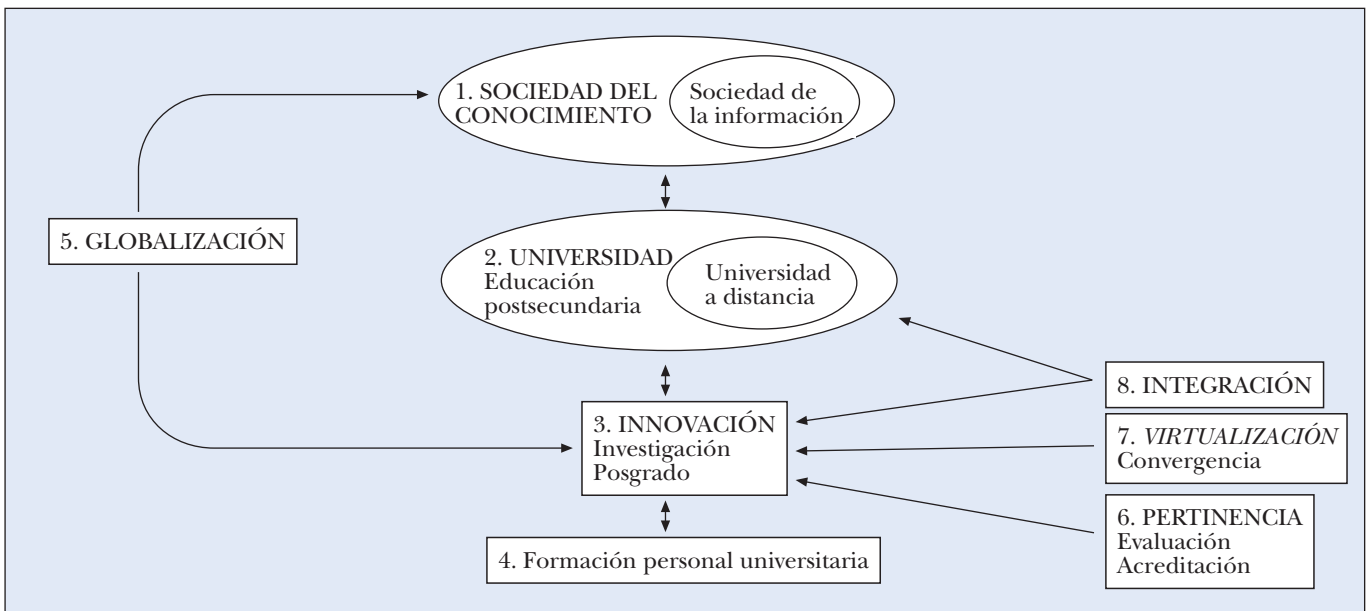 1. SOCIEDAD DEL
CONOCIMIENTO
Sociedad de
la información
5. GLOBALIZACIÓN
2. UNIVERSIDAD
Educación
postsecundaria
Universidad
a distancia
3. INNOVACIÓN
Investigación
Posgrado
4. Formación personal universitaria
8. INTEGRACIÓN
7. VIRTUALIZACIÓN
Convergencia
6. PERTINENCIA
Evaluación
Acreditación